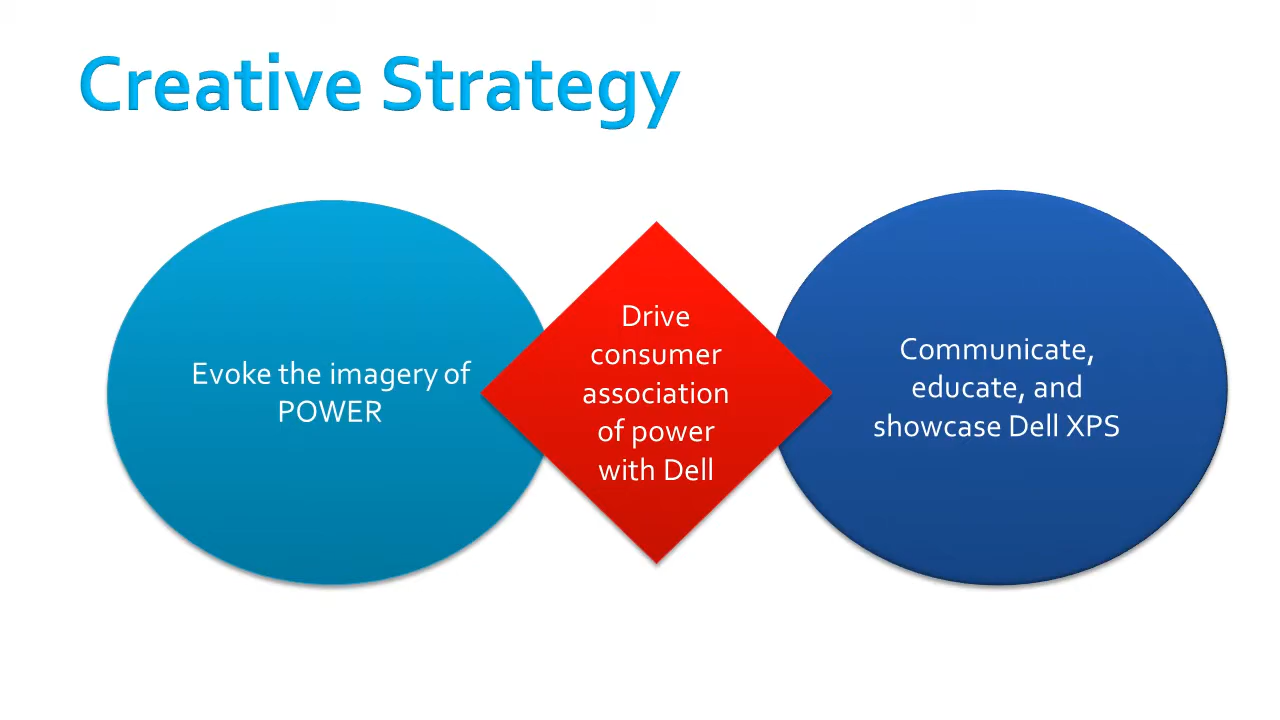 Creative Strategy
Evoke the imagery of
POWER
Drive
consumer
association
of power
with Dell
Communicate,
educate, and
showcase Dell XPS